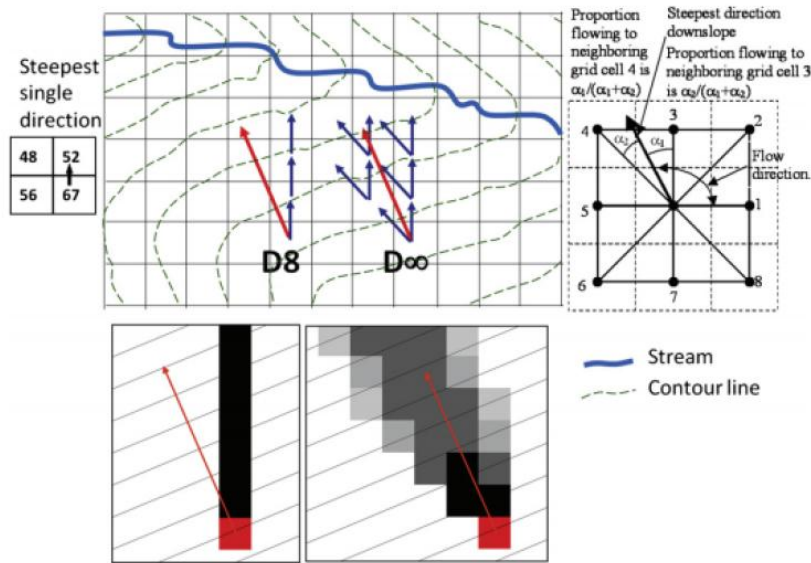 Steepest
single
direction
48 52
56 67
D8
D∞
Proportion
flowing to
neighboring
grid cell 4 is
α₁/(α₁+α₂)
Steepest direction
downslope
Proportion flowing to
neighboring grid cell 3
is α₂/(α₁+α₂)
4
3
2
α₂
α₁
Flow
direction.
5
1
6
7
8
Stream
Contour line